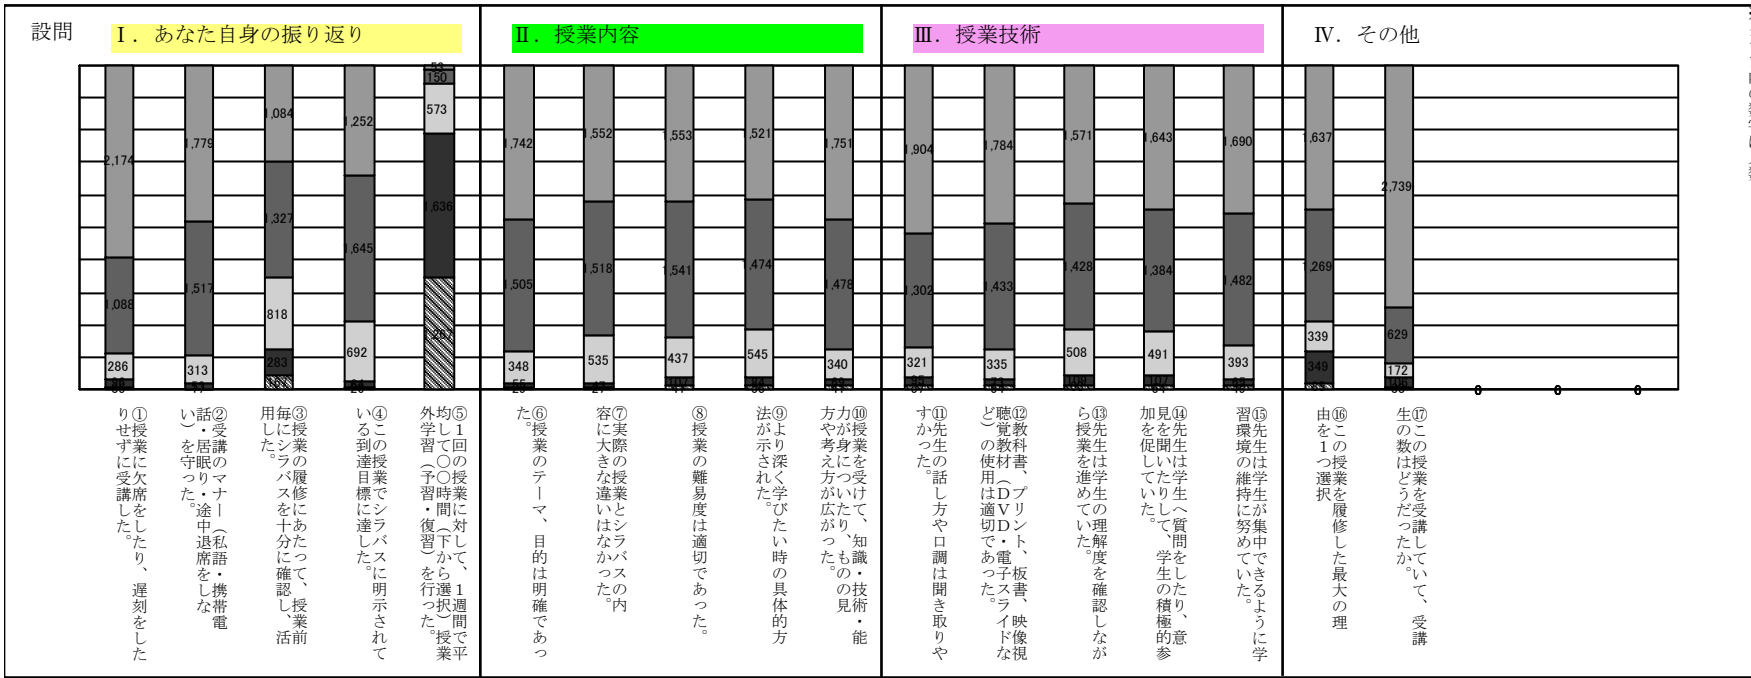 設問
Ⅰ．あなた自身の振り返り
Ⅱ．授業内容
Ⅲ．授業技術
Ⅳ．その他
2,174
1,088
286
1,779
1,517
313
1,084
1,327
818
283
167
1,252
1,645
692
64
53
150
573
1,636
1,267
1,742
1,505
348
55
1,552
1,518
535
1,553
1,541
437
107
1,521
1,474
545
1,751
1,478
340
1,904
1,302
321
1,784
1,433
335
1,571
1,428
508
1,643
1,384
491
107
1,690
1,482
393
1,637
1,269
339
349
2,739
629
172
106
0
0
0
①授業に欠席をしたり、遅刻をした
りせずに受講した。
②受講のマナー（私語・携帯電
話・居眠り・途中退席をしな
い）を守った。
③授業の履修にあたって、授業前
毎にシラバスを十分に確認し、活
用した。
④この授業でシラバスに明示されて
いる到達目標に達した。
⑤１回の授業に対して、１週間で平
均して〇〇時間（下から選択）授業
外学習（予習・復習）を行った。
⑥授業のテーマ、目的は明確であっ
た。
⑦実際の授業とシラバスの内
容に大きな違いはなかった。
⑧授業の難易度は適切であった。
⑨より深く学びたい時の具体的方
法が示された。
⑩授業を受けて、知識・技術・能
力が身についたり、ものの見
方や考え方が広がった。
⑪先生の話し方や口調は聞き取りや
すかった。
⑫教科書、プリント、板書、映像視
聴覚教材（ＤＶＤ・電子スライドな
ど）の使用は適切であった。
⑬先生は学生の理解度を確認しなが
ら授業を進めていた。
⑭先生は学生へ質問をしたり、意
見を聞いたりして、学生の積極的参
加を促していた。
⑮先生は学生が集中できるように学
習環境の維持に努めていた。
⑯この授業を履修した最大の理
由を１つ選択
⑰この授業を受講していて、受講
生の数はどうだったか。